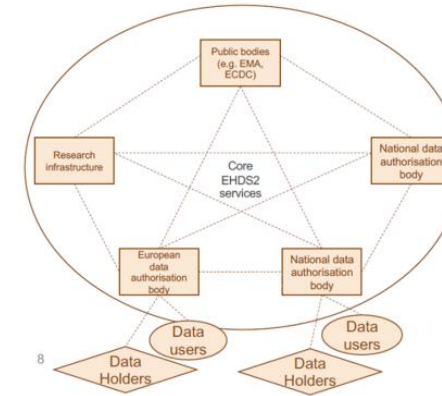 Public bodies
(e.g. EMA,
ECDC)
Research
infrastructure
National data
authorisation
body
Core
EHDS2
services
European
data
authorisation
body
National data
authorisation
body
Data
users
Data
users
8
Data
Holders
Data
Holders